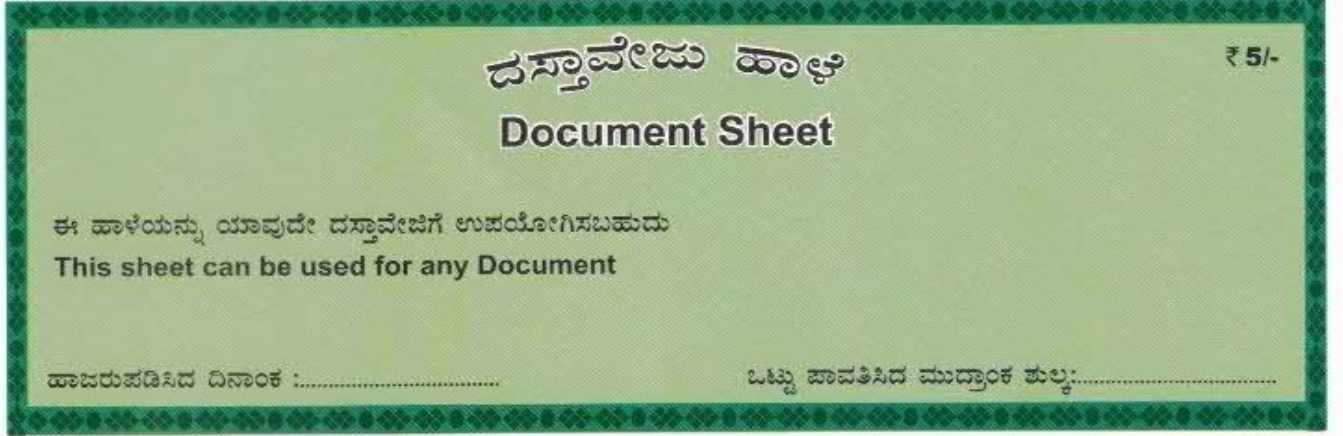 ದಸ್ತಾವೇಜು ಹಾಳೆ
₹ 5/-
Document Sheet
ಈ ಹಾಳೆಯನ್ನು ಯಾವುದೇ ದಸ್ತಾವೇಜಿಗೆ ಉಪಯೋಗಿಸಬಹುದು
This sheet can be used for any Document
ಹಾಜರುಪಡಿಸಿದ ದಿನಾಂಕ :..................................
ಒಟ್ಟು ಪಾವತಿಸಿದ ಮುದ್ರಾಂಕ ಶುಲ್ಕ:..................................